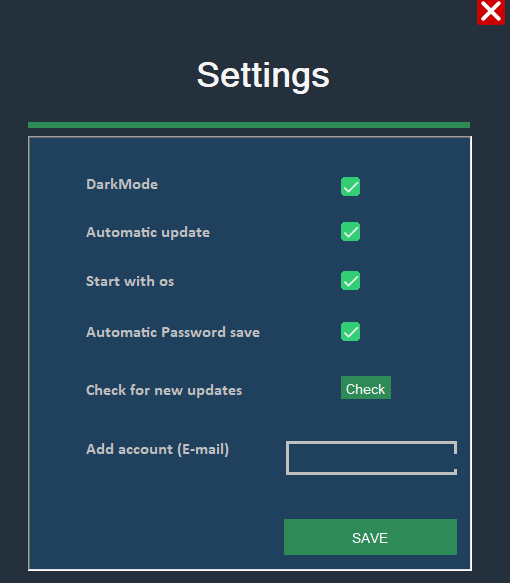 Settings
DarkMode
Automatic update
Start with os
Automatic Password save
Check for new updates
Check
Add account (E-mail)
SAVE